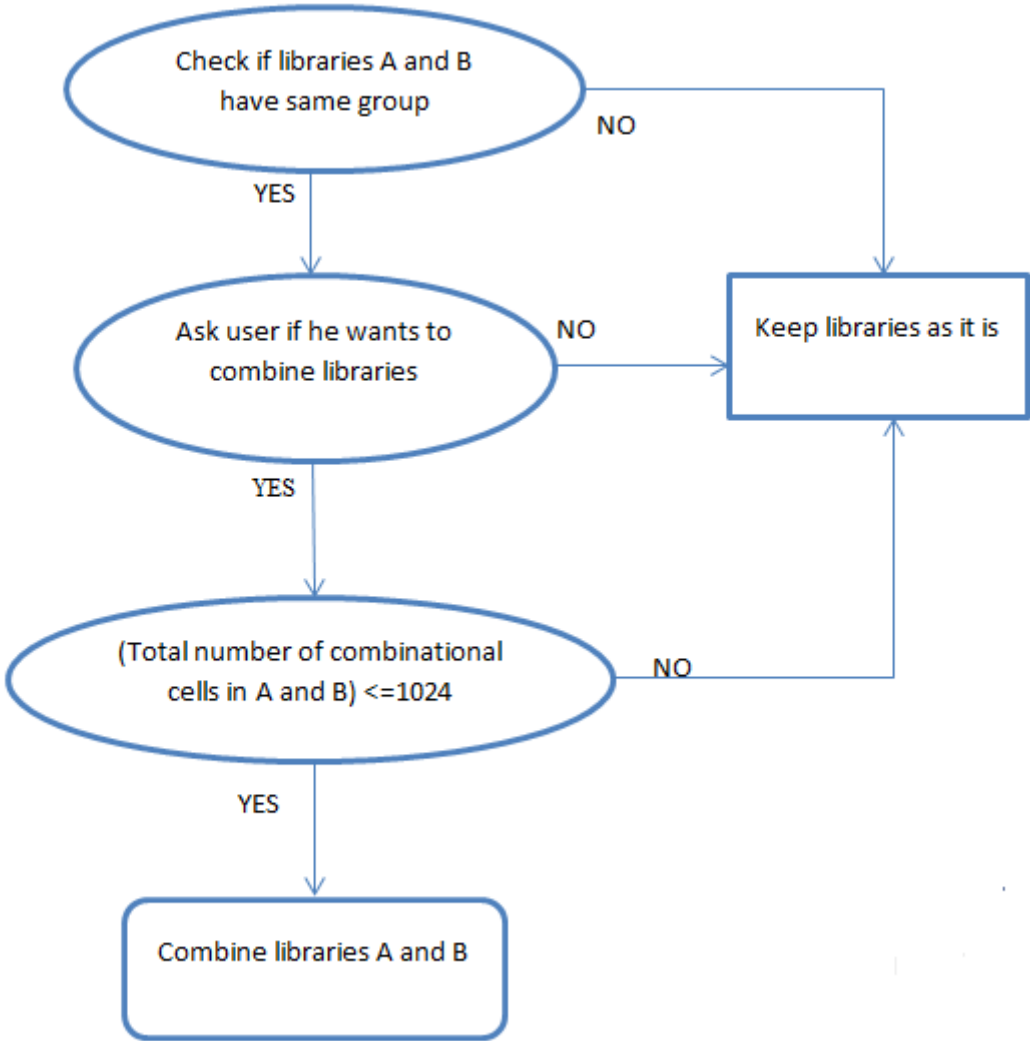 Check if libraries A and B
have same group
NO
YES
Ask user if he wants to
combine libraries
NO
Keep libraries as it is
YES
(Total number of combinational
cells in A and B) <=1024
NO
YES
Combine libraries A and B